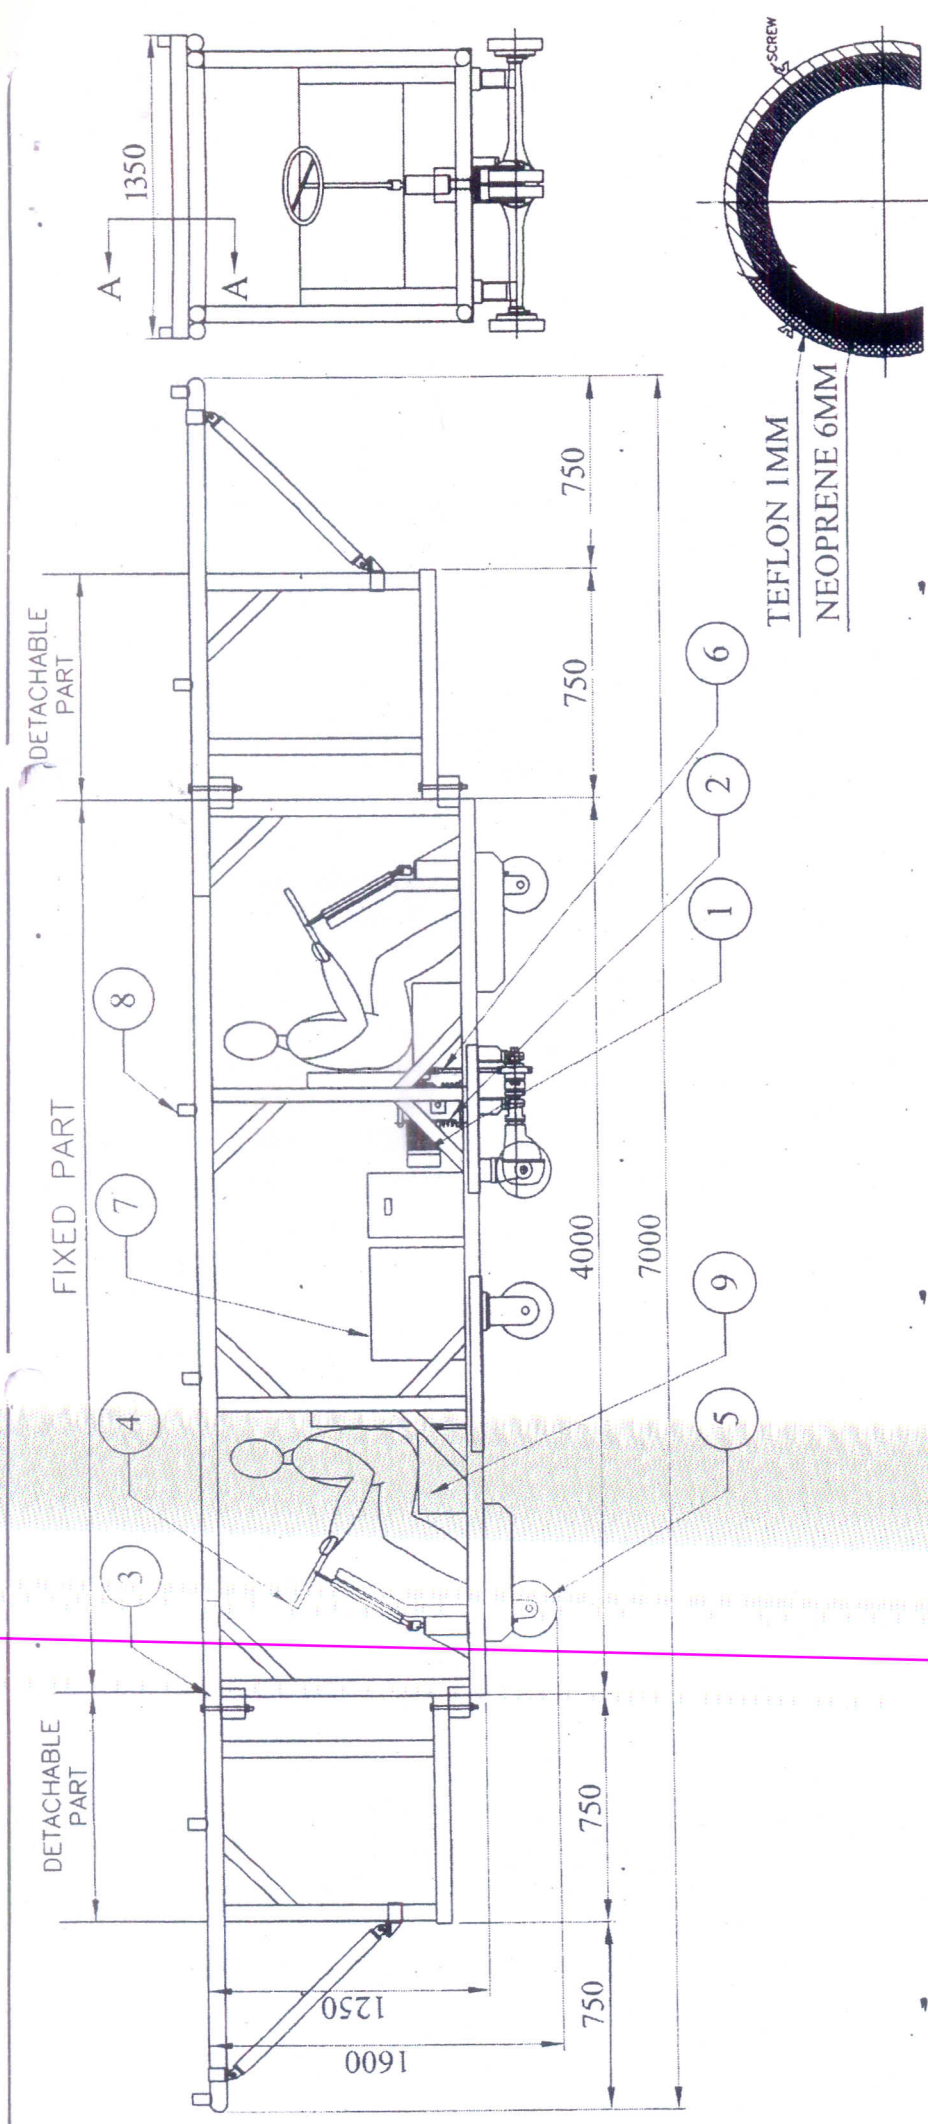 DETACHABLE
PART
FIXED PART
DETACHABLE
PART
3
4
7
8
1250
1600
750
750
4000
750
750
7000
5
9
1
2
6
1350
A
A
SCREW
TEFLON 1MM
NEOPRENE 6MM